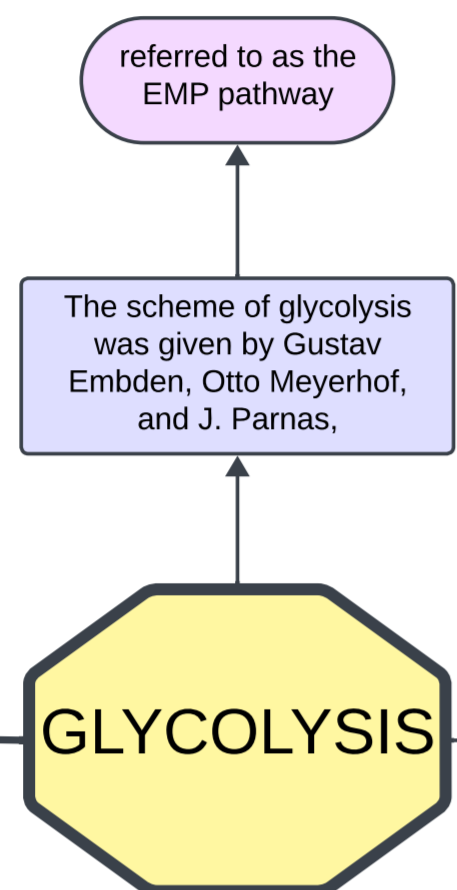 referred to as the
EMP pathway
The scheme of glycolysis
was given by Gustav
Embden, Otto Meyerhof,
and J. Parnas,
GLYCOLYSIS